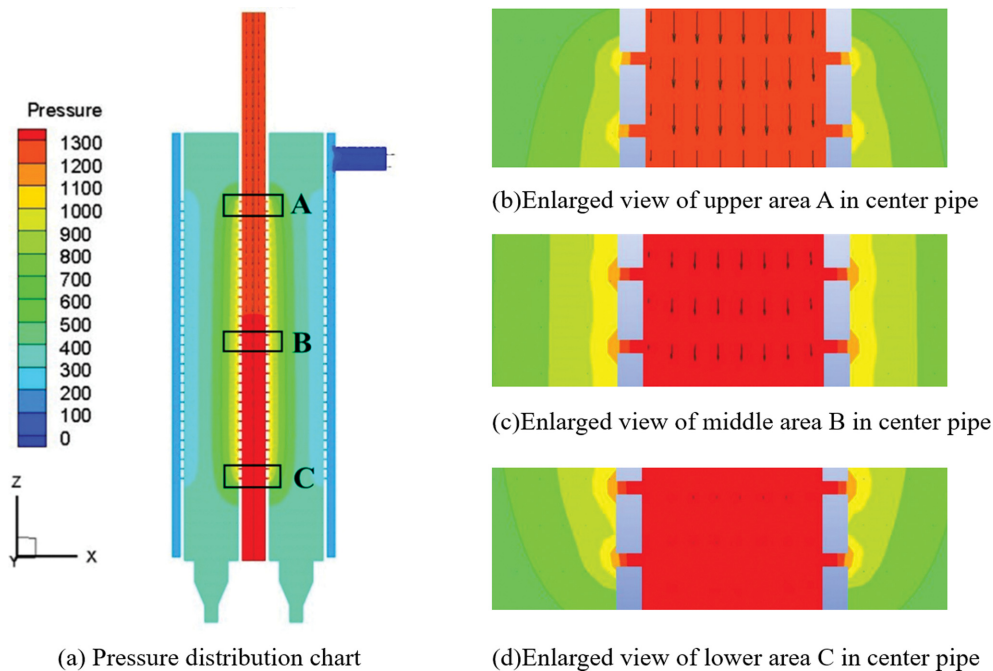 Pressure
1300
1200
1100
1000
900
800
700
600
500
400
300
200
100
0
A
B
C
Z
Y
X
(a) Pressure distribution chart
(b)Enlarged view of upper area A in center pipe
(c)Enlarged view of middle area B in center pipe
(d)Enlarged view of lower area C in center pipe